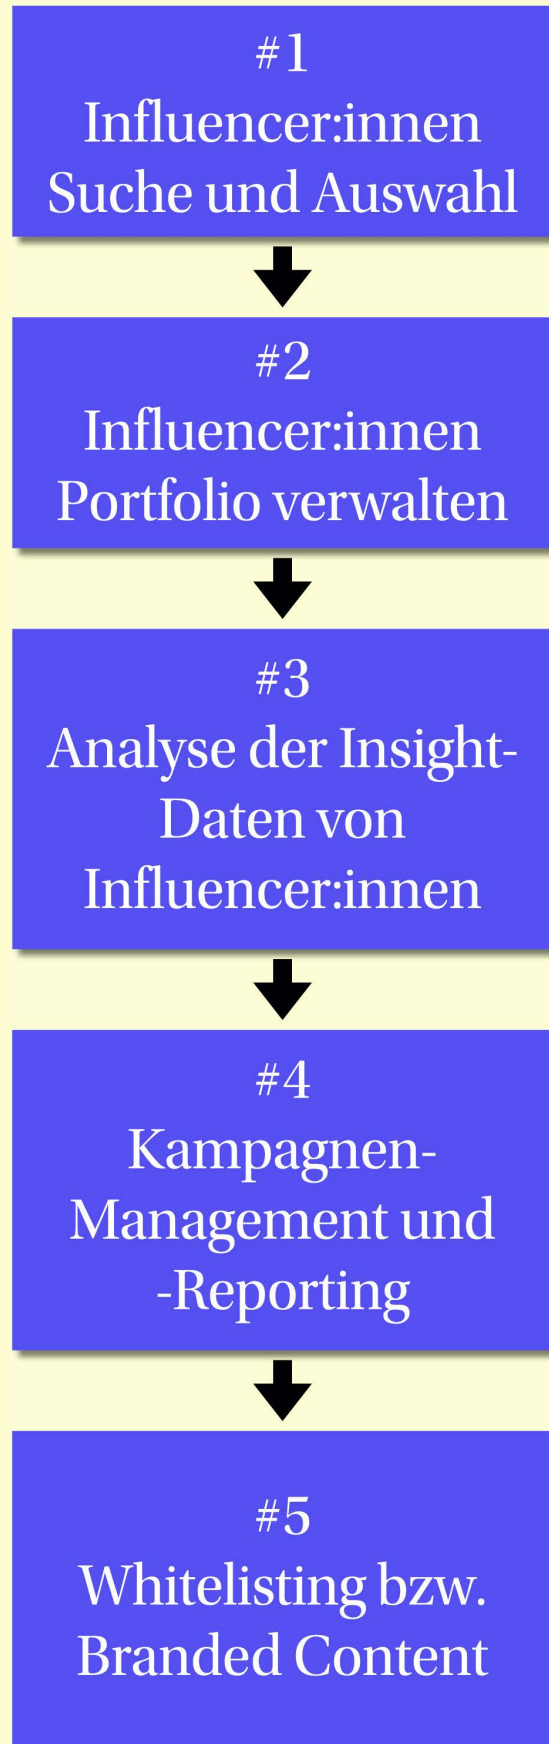 #1
Influencer:innen
Suche und Auswahl
#2
Influencer:innen
Portfolio verwalten
#3
Analyse der Insight-
Daten von
Influencer:innen
#4
Kampagnen-
Management und
-Reporting
#5
Whitelisting bzw.
Branded Content